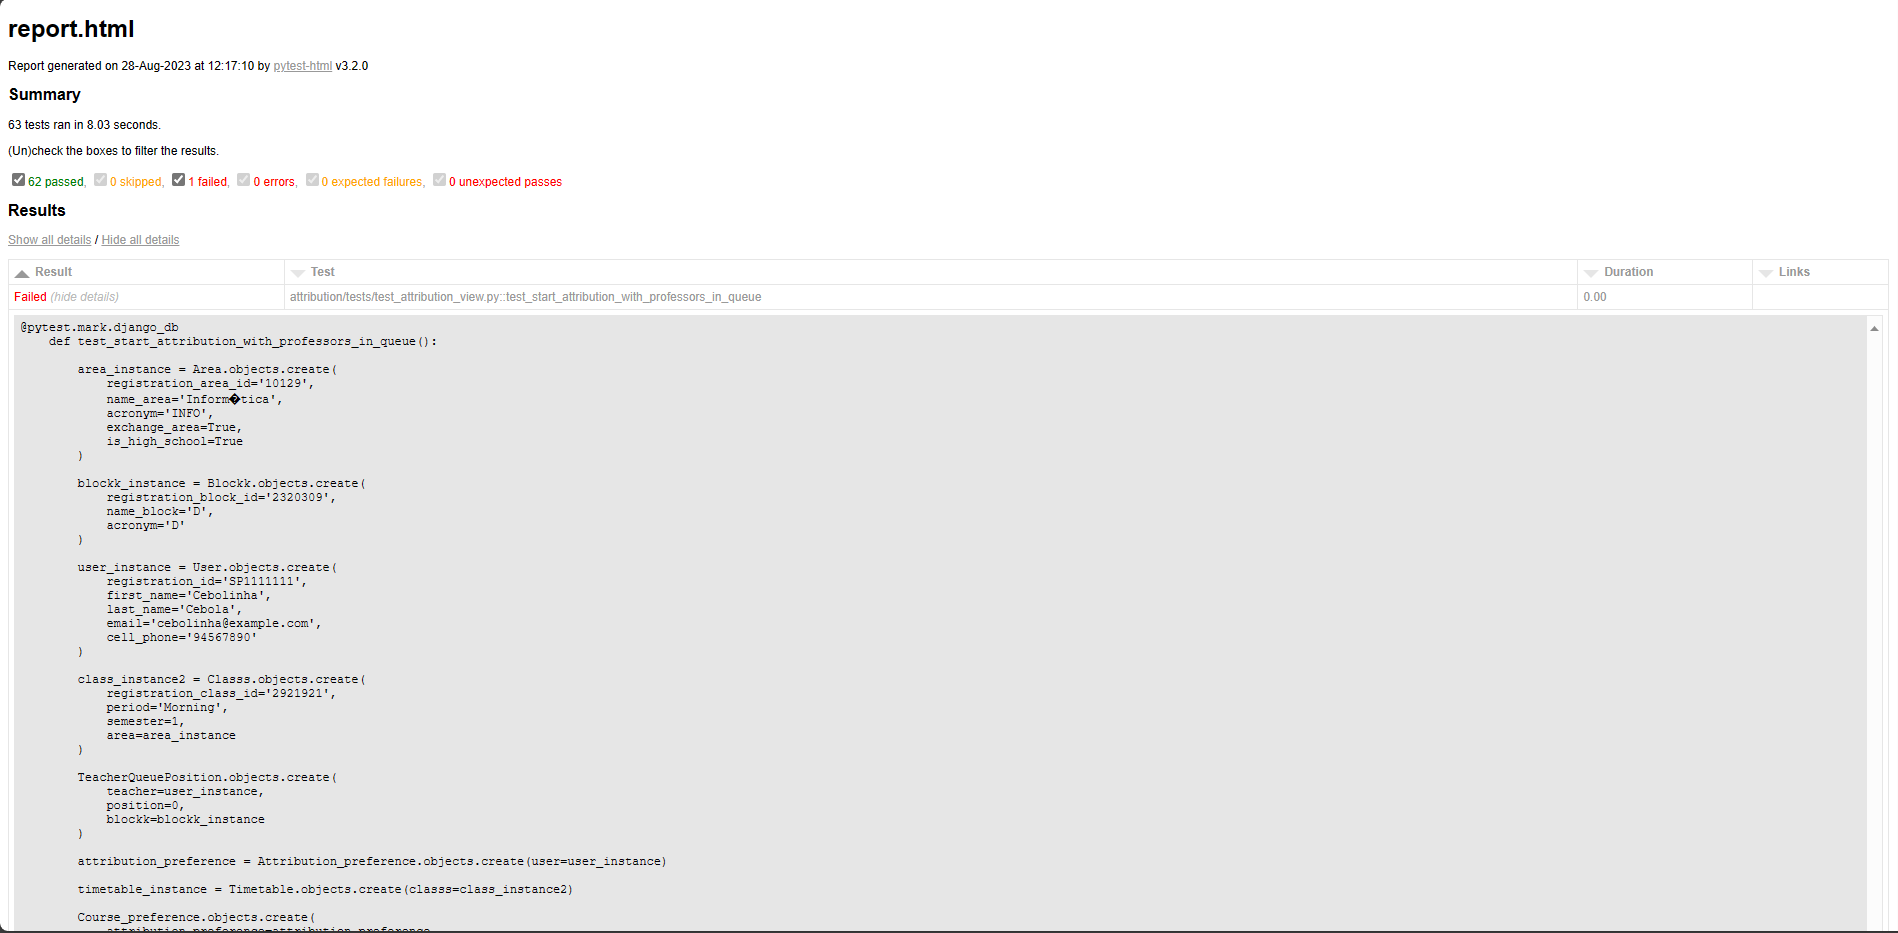 report.html
Report generated on 28-Aug-2023 at 12:17:10 by pytest-html v3.2.0
Summary
63 tests ran in 8.03 seconds.
(Un)check the boxes to filter the results.
62 passed, 0 skipped, 1 failed, 0 errors, 0 expected failures, 0 unexpected passes
Results
Show all details / Hide all details
Result Test Duration Links
Failed (hide details) attribution/tests/test_attribution_view.py::test_start_attribution_with_professors_in_queue 0.00
@pytest.mark.django_db
def test_start_attribution_with_professors_in_queue():
area_instance = Area.objects.create(
registration_area_id='10129',
name_area='Inform�tica',
acronym='INFO',
exchange_area=True,
is_high_school=True
)
blockk_instance = Blockk.objects.create(
registration_block_id='2320309',
name_block='D',
acronym='D'
)
user_instance = User.objects.create(
registration_id='SP1111111',
first_name='Cebolinha',
last_name='Cebola',
email='cebolinha@example.com',
cell_phone='94567890'
)
class_instance2 = Classs.objects.create(
registration_class_id='2921921',
period='Morning',
semester=1,
area=area_instance
)
TeacherQueuePosition.objects.create(
teacher=user_instance,
position=0,
blockk=blockk_instance
)
attribution_preference = Attribution_preference.objects.create(user=user_instance)
timetable_instance = Timetable.objects.create(classs=class_instance2)
Course_preference.objects.create(
attribution_preference=attribution_preference